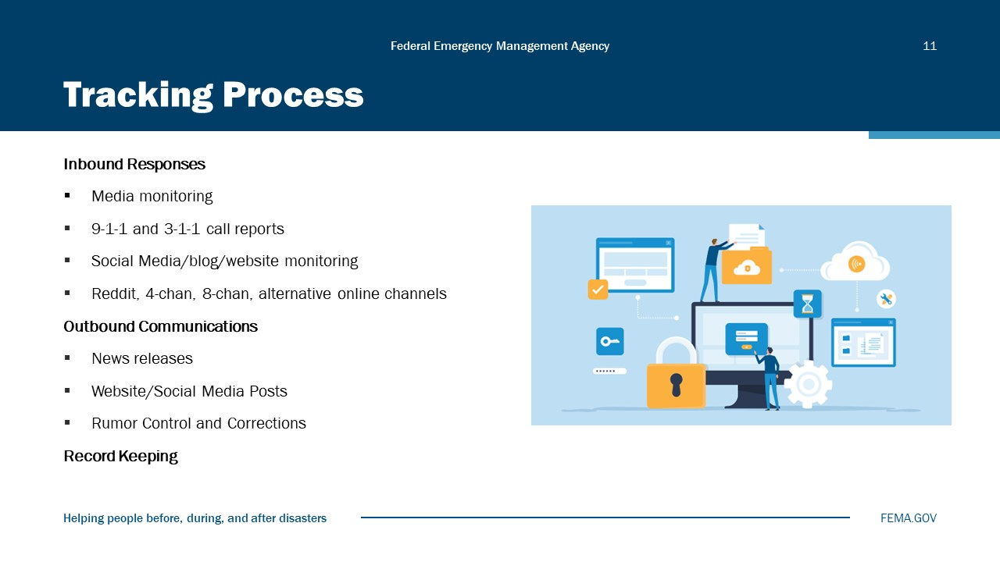 Federal Emergency Management Agency
11
Tracking Process
Inbound Responses
▪ Media monitoring
▪ 9-1-1 and 3-1-1 call reports
▪ Social Media/blog/website monitoring
▪ Reddit, 4-chan, 8-chan, alternative online channels
Outbound Communications
▪ News releases
▪ Website/Social Media Posts
▪ Rumor Control and Corrections
Record Keeping
Helping people before, during, and after disasters
FEMA.GOV